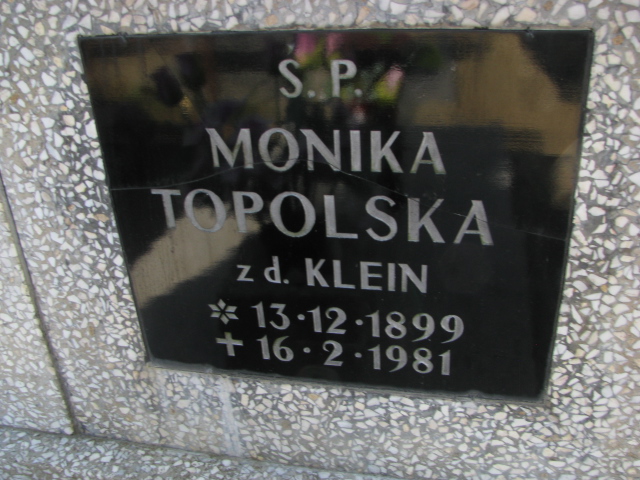 S. P.
MONIKA
TOPOLSKA
z d. KLEIN
* 13·12·1899
+ 16·2·1981